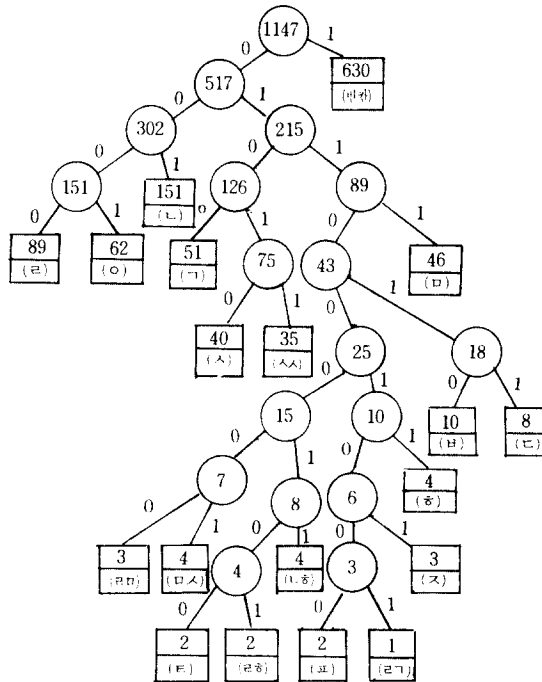 1147
0 1
517 630
(빈칸)
0 1
302 215
0 1 0 1
151 151 126 89
(ㄴ)
0 1 0 1 0 1
89 62 51 75 43 46
(ㄹ) (ㅇ) (ㄱ) (ㅁ)
0 1 0 1
40 35 25 18
(ㅅ) (ㅆ)
0 1 0 1
15 10 10 8
(ㅂ) (ㄷ)
0 1 0 1
7 8 6 4
(ㅎ)
0 1 0 1 0 1
3 4 4 4 3 3
(ㄻ) (ㅁㅅ) (ㄶ) (ㅈ)
0 1 0 1
2 2 2 1
(ㅌ) (ㅀ) (ㅍ) (ㄺ)